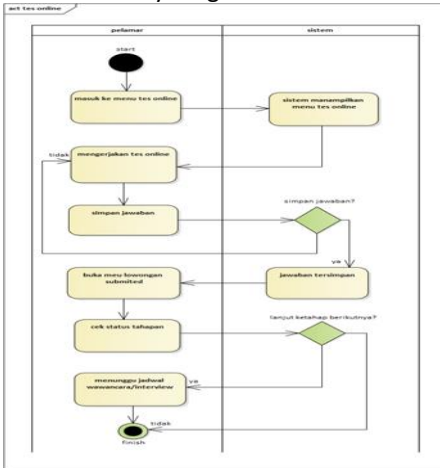 act tes online
pelamar
sistem
start
masuk ke menu tes online
sistem manampilkan
menu tes online
tidak
mengerjakan tes online
simpan jawaban?
simpan jawaban
ya
buka meu lowongan
submited
jawaban tersimpan
lanjut ketahap berikutnya?
cek status tahapan
menunggu jadwal
wawancara/interview
ya
tidak
finish